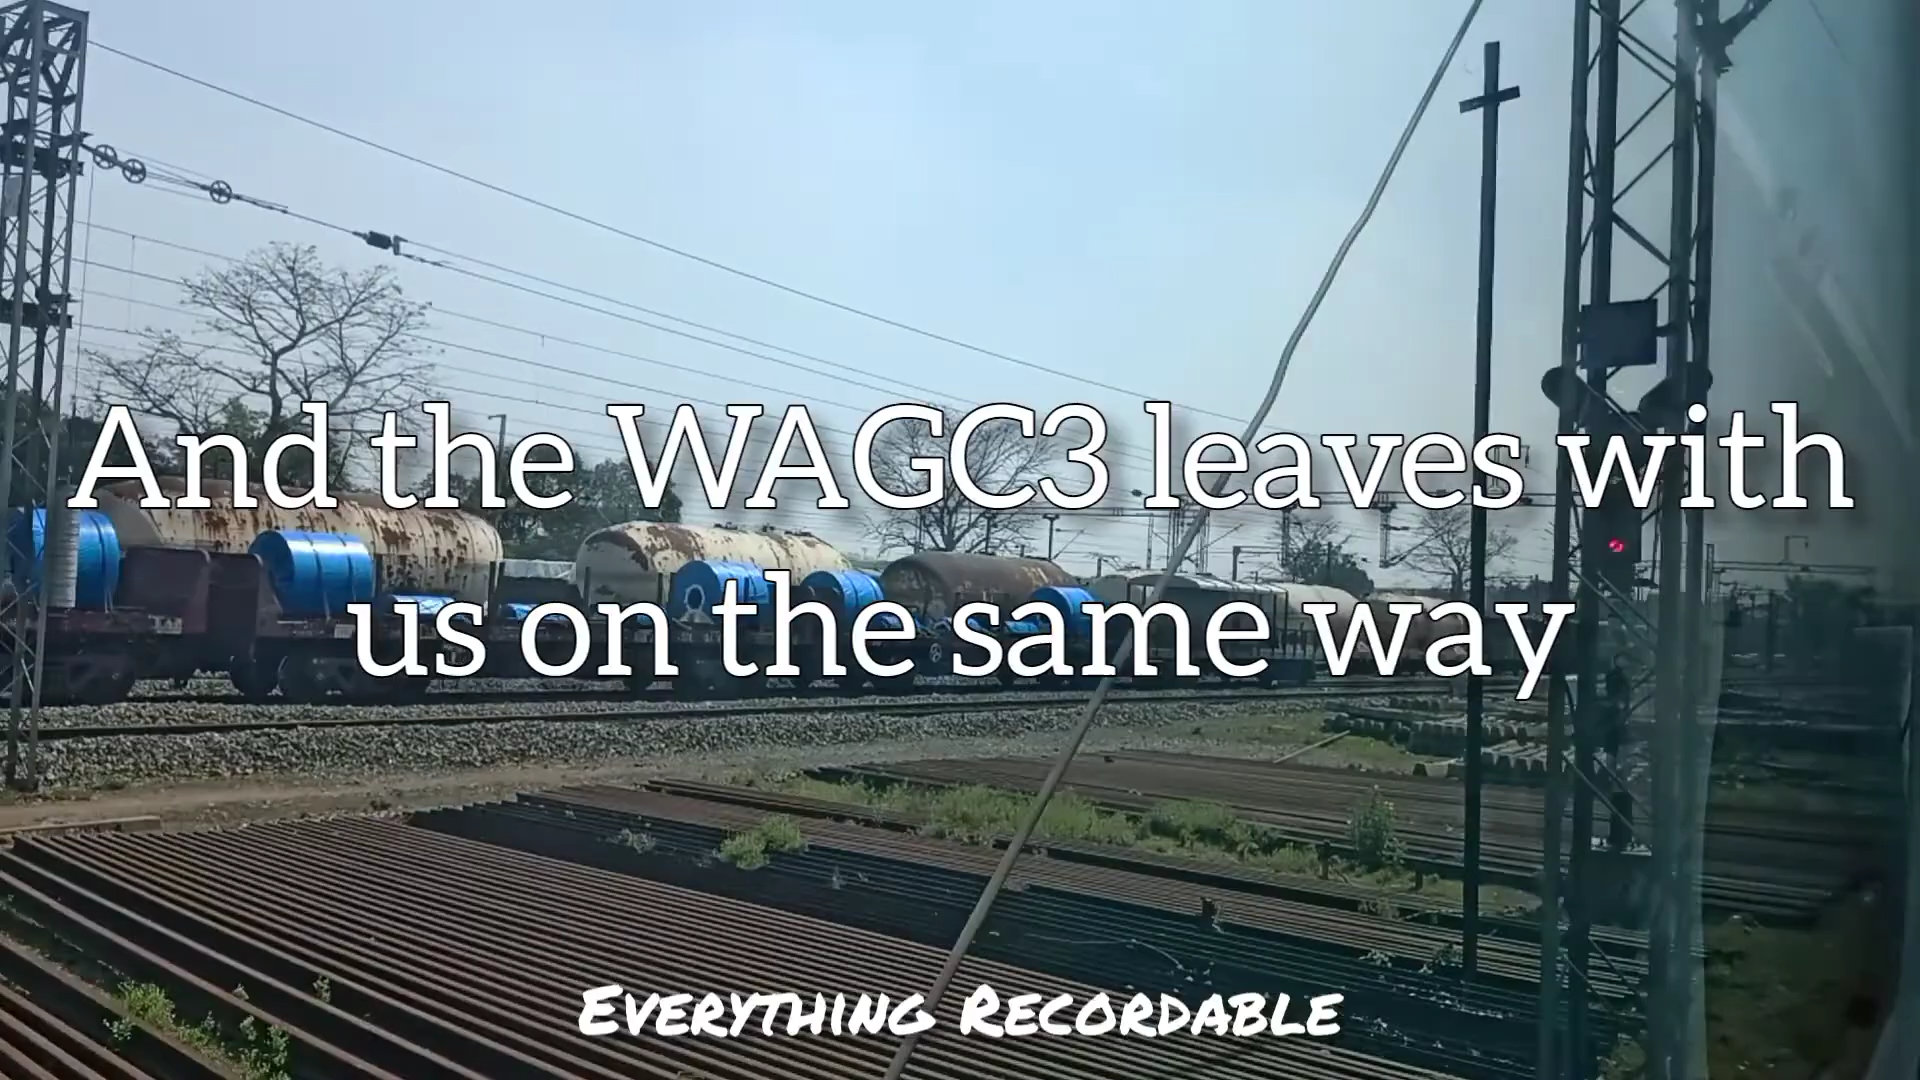 And the WAGC3 leaves with
us on the same way
Everything Recordable